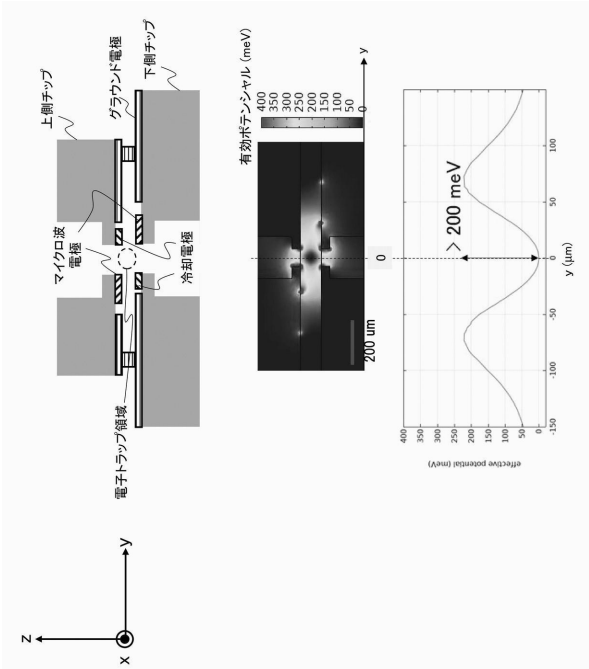 上側チップ
マイクロ波
電極
グラウンド電極
下側チップ
冷却電極
電子トラップ領域
z
y
x
有効ポテンシャル (meV)
400
350
300
250
200
150
100
50
0
y
0
200 um
> 200 meV
effective potential (meV)
400
350
300
250
200
150
100
50
0
-150
-100
-50
0
50
100
y (μm)